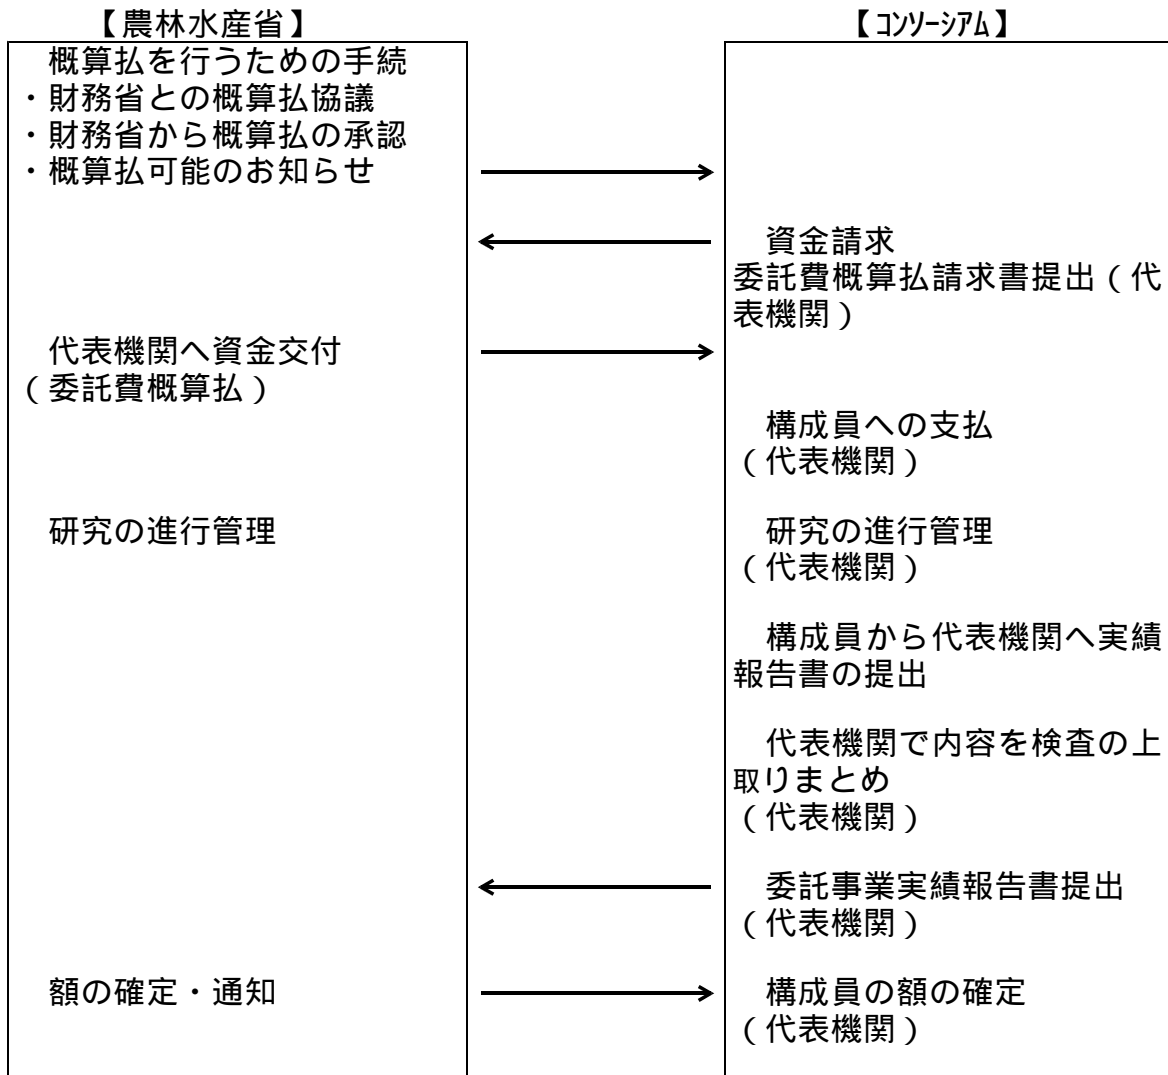 【農林水産省】
【ｺﾝｿｰｼｱﾑ】
概算払を行うための手続
・財務省との概算払協議
・財務省から概算払の承認
・概算払可能のお知らせ
資金請求
委託費概算払請求書提出（代
表機関）
代表機関へ資金交付
（委託費概算払）
構成員への支払
（代表機関）
研究の進行管理
研究の進行管理
（代表機関）
構成員から代表機関へ実績
報告書の提出
代表機関で内容を検査の上
取りまとめ
（代表機関）
委託事業実績報告書提出
（代表機関）
額の確定・通知
構成員の額の確定
（代表機関）